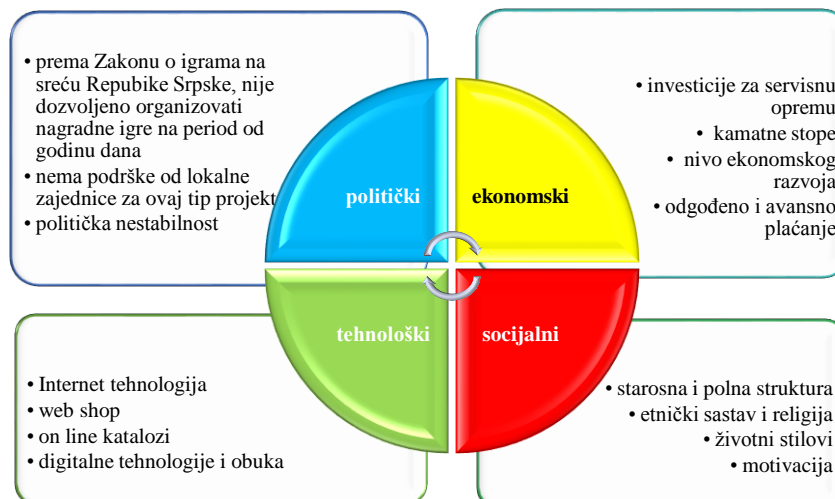 • prema Zakonu o igrama na
sreću Repubike Srpske, nije
dozvoljeno organizovati
nagradne igre na period od
godinu dana
• nema podrške od lokalne
zajednice za ovaj tip projekt
• politička nestabilnost
politički
• investicije za servisnu
opremu
• kamatne stope
• nivo ekonomskog
razvoja
• odgođeno i avansno
plaćanje
ekonomski
tehnološki
• Internet tehnologija
• web shop
• on line katalozi
• digitalne tehnologije i obuka
socijalni
• starosna i polna struktura
• etnički sastav i religija
• životni stilovi
• motivacija